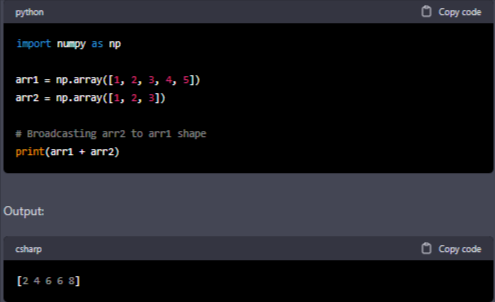 python
Copy code
import numpy as np
arr1 = np.array([1, 2, 3, 4, 5])
arr2 = np.array([1, 2, 3])
# Broadcasting arr2 to arr1 shape
print(arr1 + arr2)
Output:
csharp
Copy code
[2 4 6 6 8]